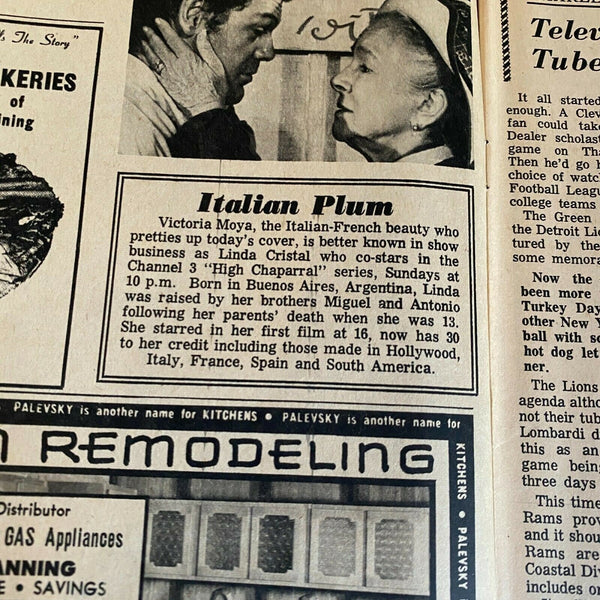 's The Story"
KERIES
of
ning
Italian Plum
Victoria Moya, the Italian-French beauty who
pretties up today's cover, is better known in show
business as Linda Cristal who co-stars in the
Channel 3 "High Chaparral" series, Sundays at
10 p.m. Born in Buenos Aires, Argentina, Linda
was raised by her brothers Miguel and Antonio
following her parents' death when she was 13.
She starred in her first film at 16, now has 30
to her credit including those made in Hollywood,
Italy, France, Spain and South America.
PALEVSKY is another name for KITCHENS • PALEVSKY is another name for
KITCHENS • PALEVSKY
REMODELING
Distributor
GAS Appliances
ANNING
E • SAVINGS
Telev
Tube
It all started
enough. A Clev
fan could take
Dealer scholast
game on Tha
Then he'd go h
choice of watc
Football Leagu
college teams
The Green
the Detroit Lio
tured by the
some memora
Now the
been more
Turkey Day
other New Y
ball with se
hot dog let
ner.
The Lions
agenda altho
not their tub
Lombardi d
this as an
game bein
three days
This time
Rams prov
and it shou
Rams are
Coastal Div
includes or